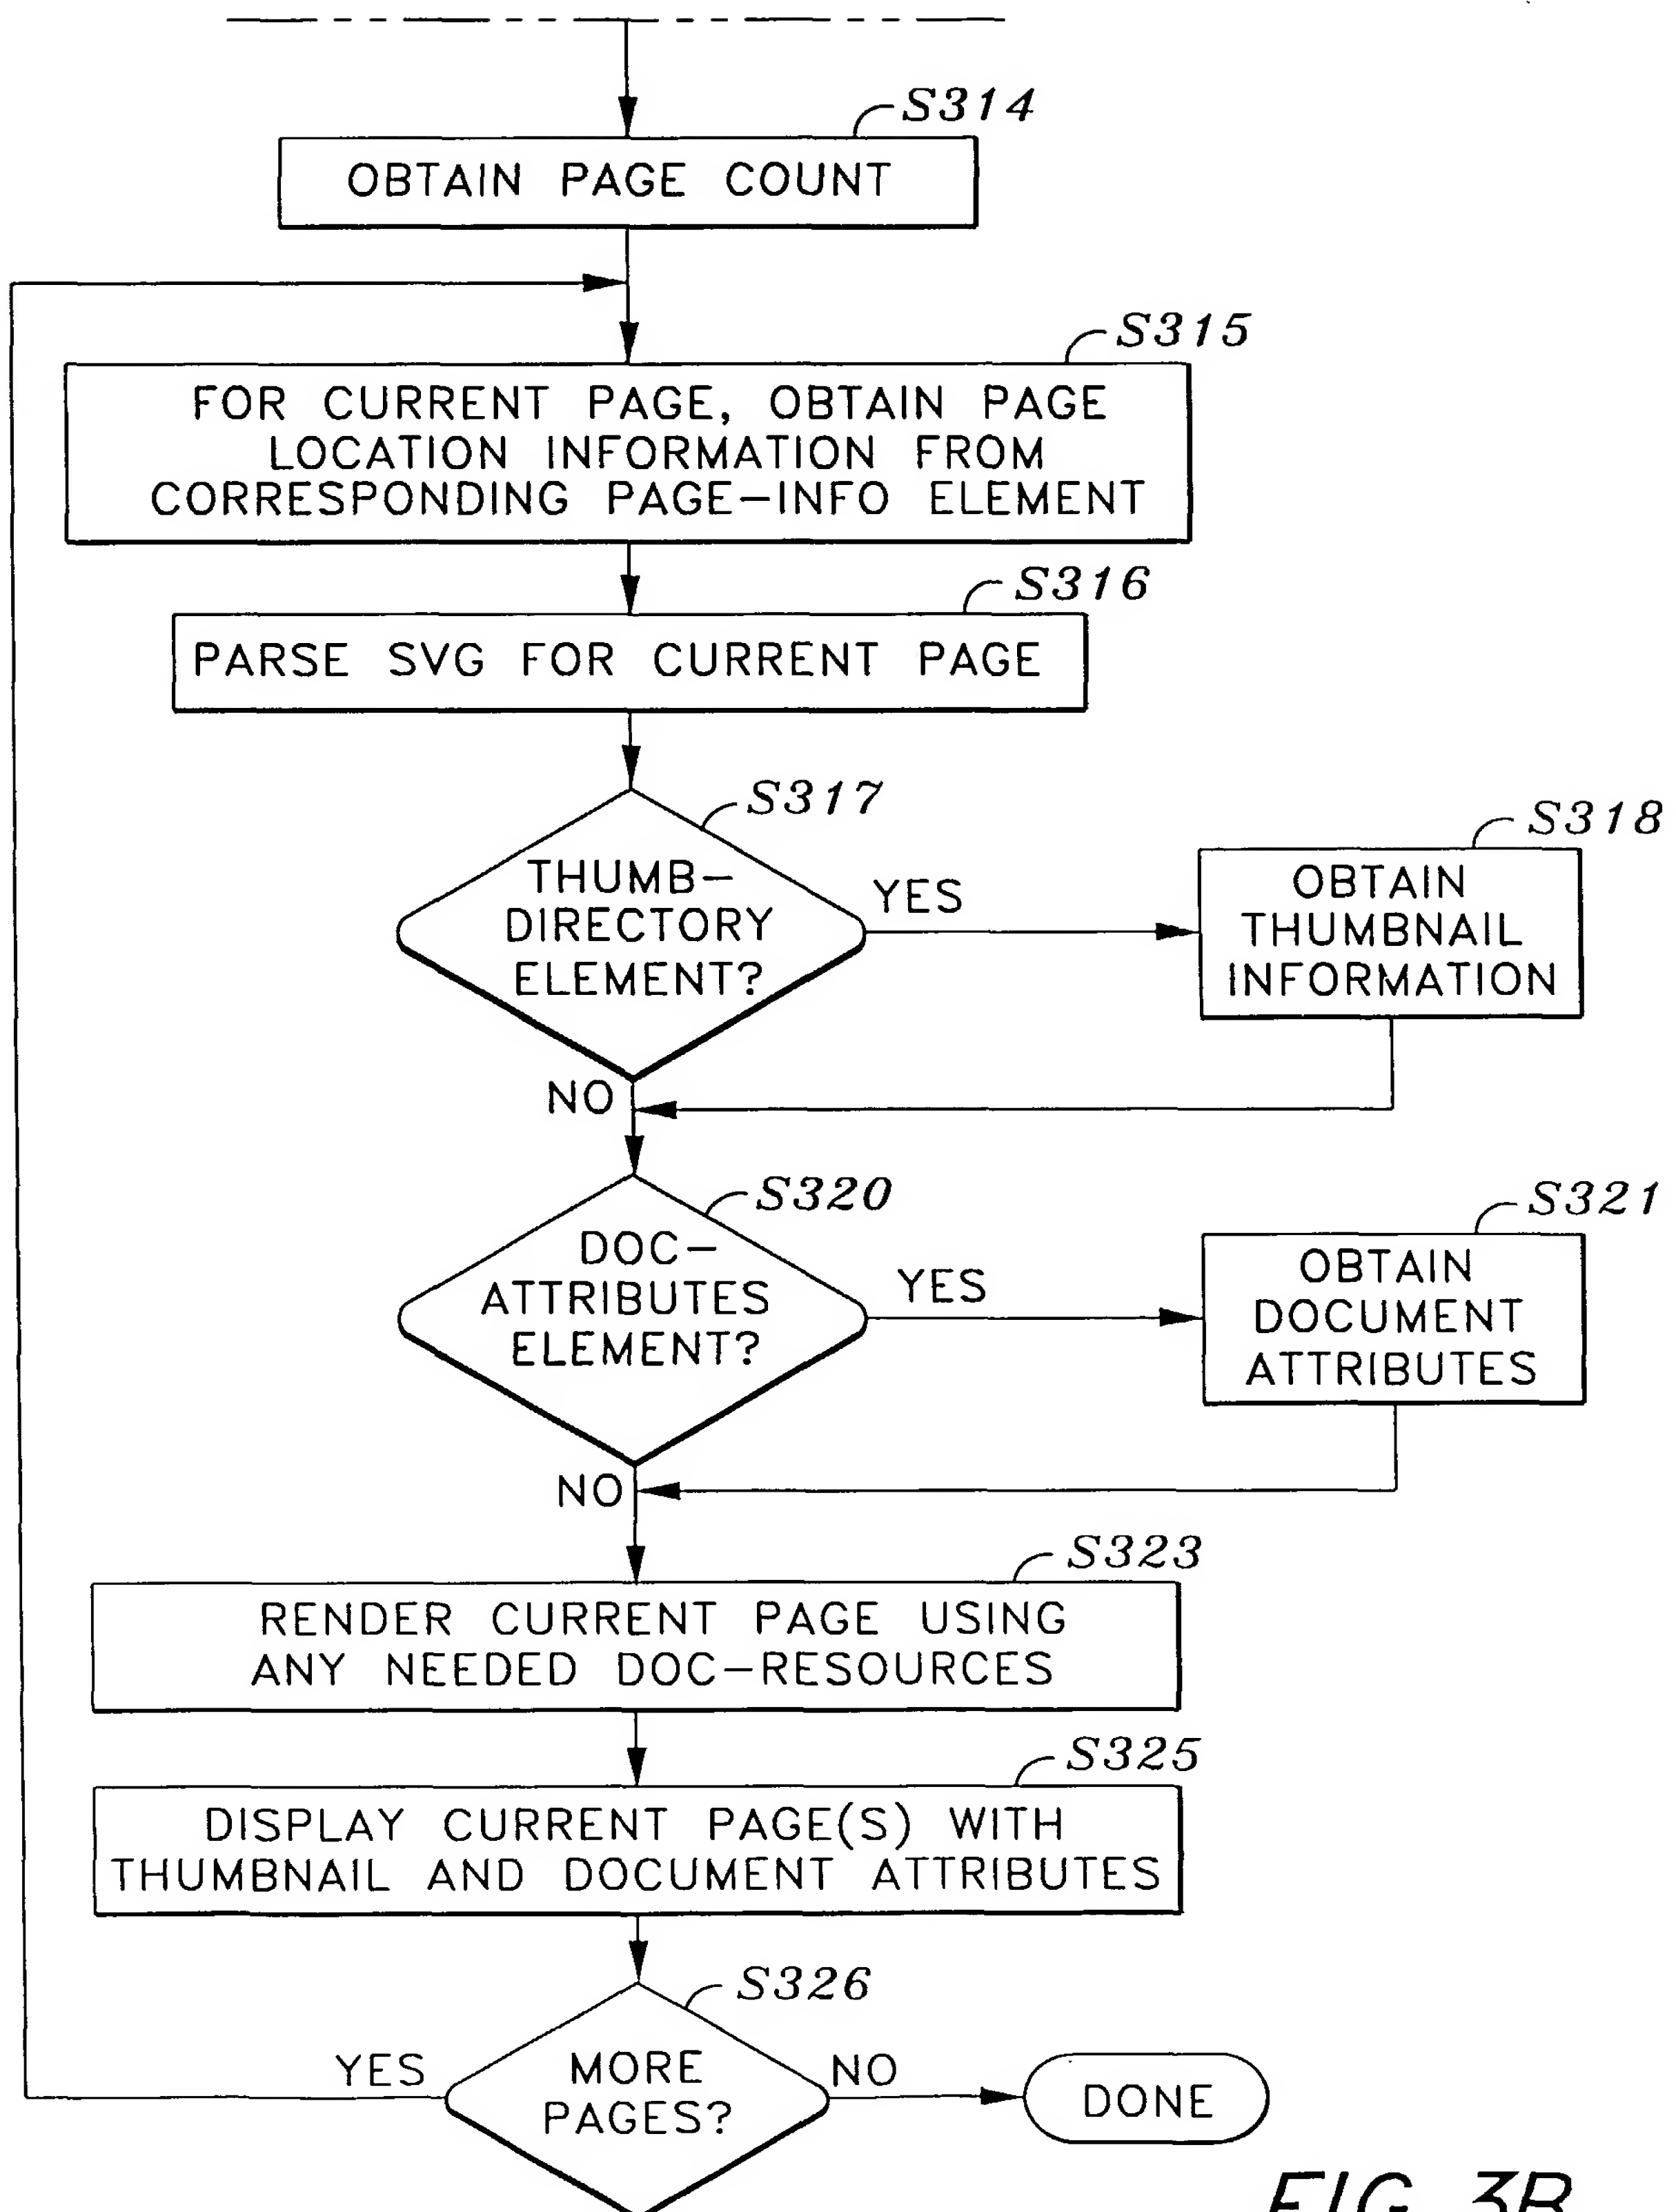 S314
OBTAIN PAGE COUNT
S315
FOR CURRENT PAGE, OBTAIN PAGE
LOCATION INFORMATION FROM
CORRESPONDING PAGE-INFO ELEMENT
S316
PARSE SVG FOR CURRENT PAGE
S317
THUMB-
DIRECTORY
ELEMENT?
YES
S318
OBTAIN
THUMBNAIL
INFORMATION
NO
S320
DOC-
ATTRIBUTES
ELEMENT?
YES
S321
OBTAIN
DOCUMENT
ATTRIBUTES
NO
S323
RENDER CURRENT PAGE USING
ANY NEEDED DOC-RESOURCES
S325
DISPLAY CURRENT PAGE(S) WITH
THUMBNAIL AND DOCUMENT ATTRIBUTES
S326
YES
MORE
PAGES?
NO
DONE
FIG. 3B